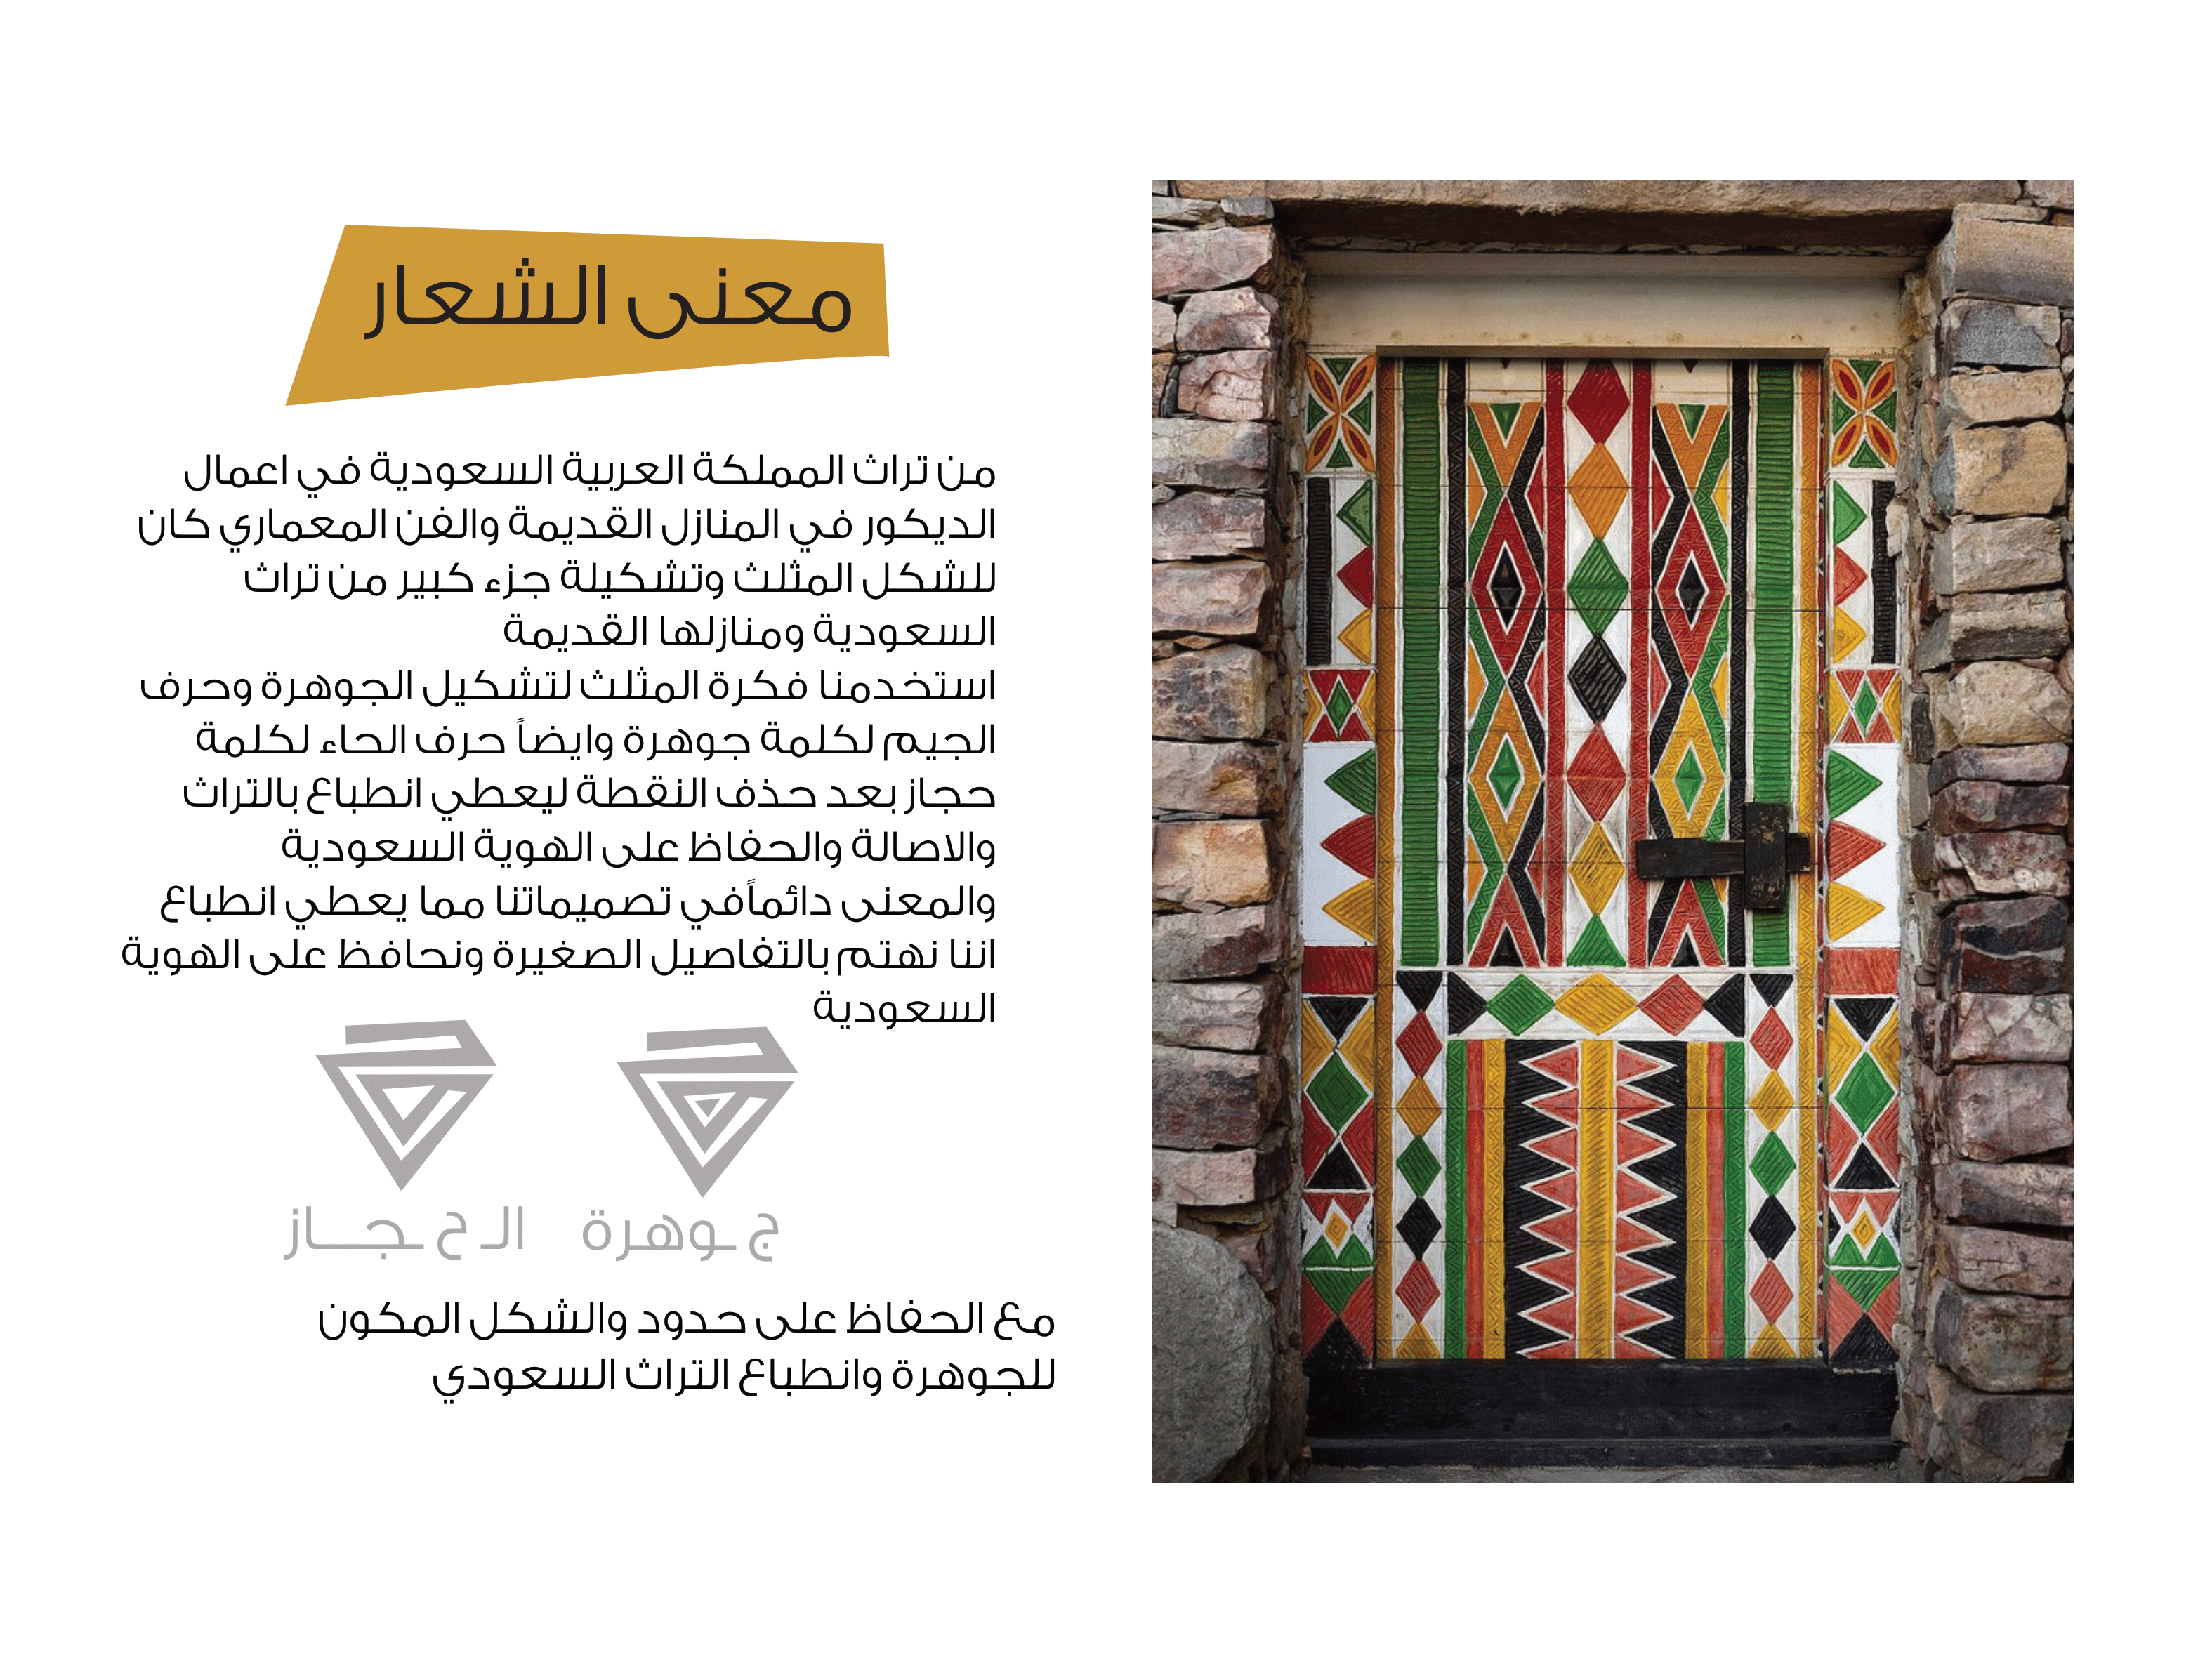 معنى الشعار
من تراث المملكة العربية السعودية في اعمال
الديكور في المنازل القديمة والفن المعماري كان
للشكل المثلث وتشكيلة جزء كبير من تراث
السعودية ومنازلها القديمة
استخدمنا فكرة المثلث لتشكيل الجوهرة وحرف
الجيم لكلمة جوهرة وايضاً حرف الحاء لكلمة
حجاز بعد حذف النقطة ليعطي انطباع بالتراث
والاصالة والحفاظ على الهوية السعودية
والمعنى دائماًفي تصميماتنا مما يعطي انطباع
اننا نهتم بالتفاصيل الصغيرة ونحافظ على الهوية
السعودية
ج ـوهرة
الـ ح ـجـــاز
مع الحفاظ على حدود والشكل المكون
للجوهرة وانطباع التراث السعودي